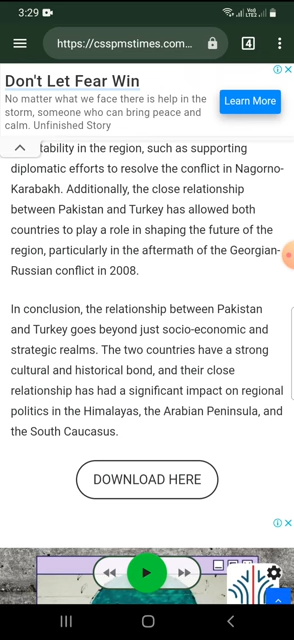 3:29
Vo)) LTE2
https://csspmstimes.com...
4
Don't Let Fear Win
No matter what we face there is help in the
storm, someone who can bring peace and
calm. Unfinished Story
Learn More
tability in the region, such as supporting
diplomatic efforts to resolve the conflict in Nagorno-
Karabakh. Additionally, the close relationship
between Pakistan and Turkey has allowed both
countries to play a role in shaping the future of the
region, particularly in the aftermath of the Georgian-
Russian conflict in 2008.
In conclusion, the relationship between Pakistan
and Turkey goes beyond just socio-economic and
strategic realms. The two countries have a strong
cultural and historical bond, and their close
relationship has had a significant impact on regional
politics in the Himalayas, the Arabian Peninsula, and
the South Caucasus.
DOWNLOAD HERE